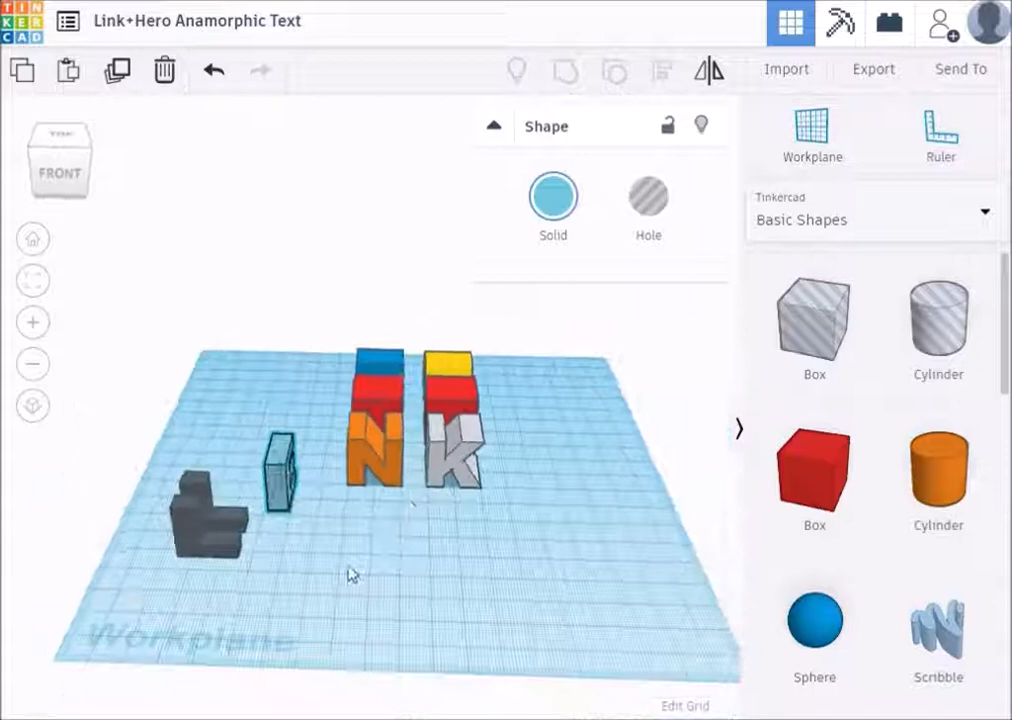 TIN
KER
CAD
Link+Hero Anamorphic Text
Import
Export
Send To
TOP
FRONT
Shape
Solid
Hole
Workplane
Ruler
Tinkercad
Basic Shapes
Box
Cylinder
Box
Cylinder
Sphere
Scribble
N
K
Workplane
Edit Grid